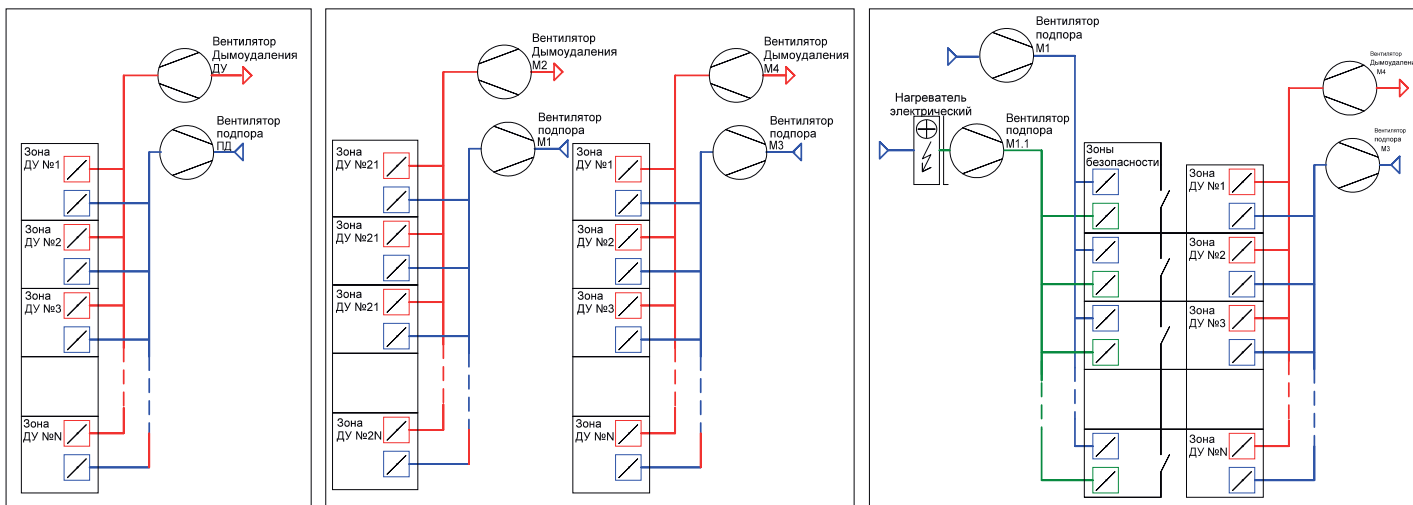 Вентилятор
Дымоудаления
ДУ
Вентилятор
подпора
ПД
Зона
ДУ №1
Зона
ДУ №2
Зона
ДУ №3
Зона
ДУ №N
Вентилятор
Дымоудаления
М2
Вентилятор
подпора
М1
Зона
ДУ №21
Зона
ДУ №21
Зона
ДУ №21
Зона
ДУ №2N
Вентилятор
Дымоудаления
М4
Вентилятор
подпора
М3
Зона
ДУ №1
Зона
ДУ №2
Зона
ДУ №3
Зона
ДУ №N
Вентилятор
подпора
М1
Нагреватель
электрический
Вентилятор
подпора
М1.1
Зоны
безопасности
Вентилятор
Дымоудаления
М4
Вентилятор
подпора
М3
Зона
ДУ №1
Зона
ДУ №2
Зона
ДУ №3
Зона
ДУ №N